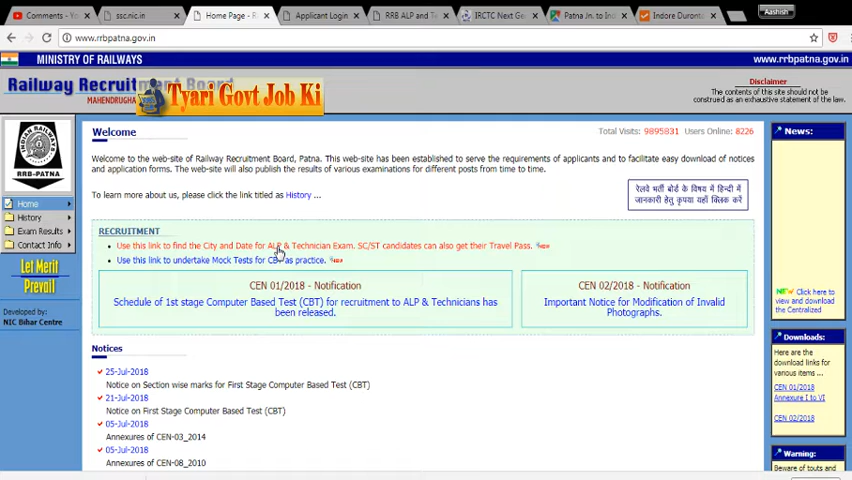 Comments - Yo
ssc.nic.in
Home Page - R
Applicant Login
RRB ALP and Te
IRCTC Next Ge
Patna Jn. to Ind
Indore Duronto
Aashish
www.rrbpatna.gov.in
MINISTRY OF RAILWAYS
www.rrbpatna.gov.in
Railway Recruitment Board
MAHENDRUGHA
Tyari Govt Job Ki
Disclaimer
The contents of this site should not be
construed as an exhaustive statement of the law.
INDIAN RAILWAYS
RRB-PATNA
Home
History
Exam Results
Contact Info
Let Merit
Prevail
Developed by:
NIC Bihar Centre
Welcome
Total Visits: 9895831 Users Online: 8226
Welcome to the web-site of Railway Recruitment Board, Patna. This web-site has been established to serve the requirements of applicants and to facilitate easy download of notices
and application forms. The web-site will also publish the results of various examinations for different posts from time to time.
To learn more about us, please click the link titled as History ...
रेलवे भर्ती बोर्ड के विषय में हिन्दी में
जानकारी हेतु कृपया यहाँ क्लिक करें
RECRUITMENT
Use this link to find the City and Date for ALP & Technician Exam. SC/ST candidates can also get their Travel Pass.
Use this link to undertake Mock Tests for CBT as practice.
CEN 01/2018 - Notification
Schedule of 1st stage Computer Based Test (CBT) for recruitment to ALP & Technicians has
been released.
CEN 02/2018 - Notification
Important Notice for Modification of Invalid
Photographs.
Notices
25-Jul-2018
Notice on Section wise marks for First Stage Computer Based Test (CBT)
21-Jul-2018
Notice on First Stage Computer Based Test (CBT)
05-Jul-2018
Annexures of CEN-03_2014
05-Jul-2018
Annexures of CEN-08_2010
News:
NEW Click here to
view and download
the Centralized
Downloads:
Here are the
download links for
various items ...
CEN 01/2018
Annexure I to VI
CEN 02/2018
Warning:
Beware of touts and